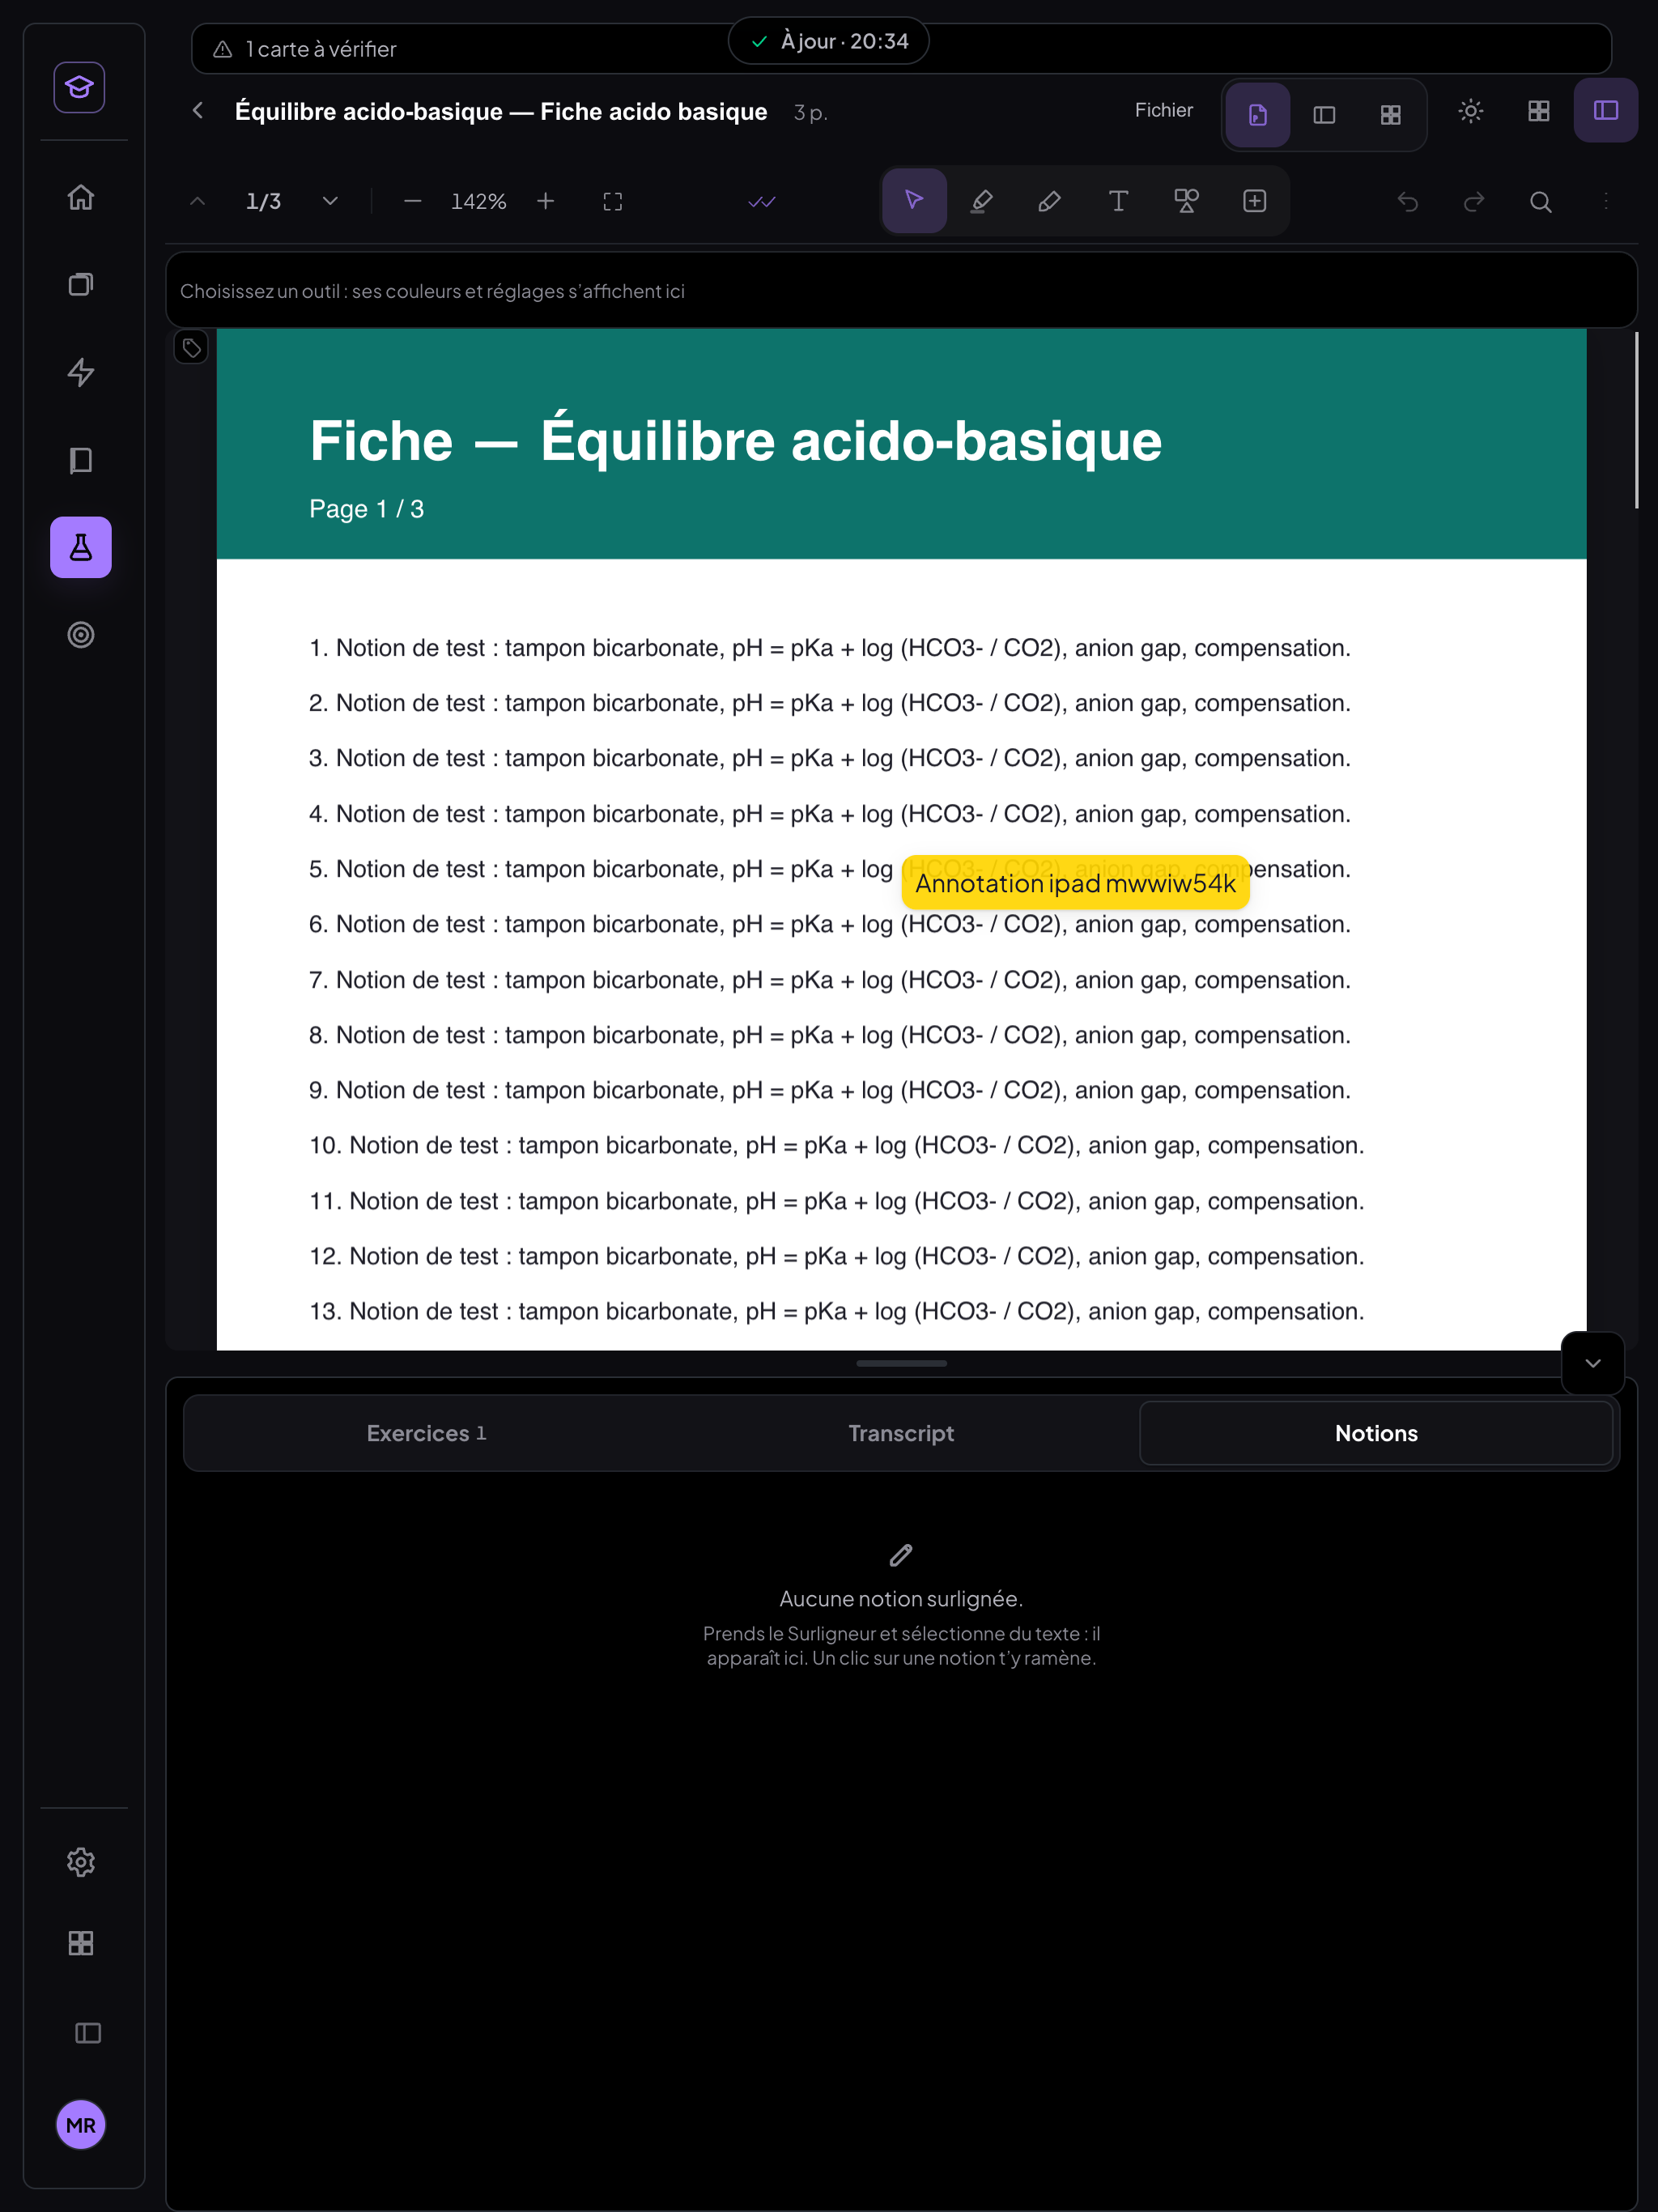 1 carte à vérifier
À jour · 20:34
Équilibre acido-basique — Fiche acido basique 3 p.
Fichier
1/3
142%
Choisissez un outil : ses couleurs et réglages s'affichent ici
Fiche — Équilibre acido-basique
Page 1 / 3
1. Notion de test : tampon bicarbonate, pH = pKa + log (HCO3- / CO2), anion gap, compensation.
2. Notion de test : tampon bicarbonate, pH = pKa + log (HCO3- / CO2), anion gap, compensation.
3. Notion de test : tampon bicarbonate, pH = pKa + log (HCO3- / CO2), anion gap, compensation.
4. Notion de test : tampon bicarbonate, pH = pKa + log (HCO3- / CO2), anion gap, compensation.
5. Notion de test : tampon bicarbonate, pH = pKa + log (HCO3- / CO2), anion gap, compensation.
Annotation ipad mwwiw54k
6. Notion de test : tampon bicarbonate, pH = pKa + log (HCO3- / CO2), anion gap, compensation.
7. Notion de test : tampon bicarbonate, pH = pKa + log (HCO3- / CO2), anion gap, compensation.
8. Notion de test : tampon bicarbonate, pH = pKa + log (HCO3- / CO2), anion gap, compensation.
9. Notion de test : tampon bicarbonate, pH = pKa + log (HCO3- / CO2), anion gap, compensation.
10. Notion de test : tampon bicarbonate, pH = pKa + log (HCO3- / CO2), anion gap, compensation.
11. Notion de test : tampon bicarbonate, pH = pKa + log (HCO3- / CO2), anion gap, compensation.
12. Notion de test : tampon bicarbonate, pH = pKa + log (HCO3- / CO2), anion gap, compensation.
13. Notion de test : tampon bicarbonate, pH = pKa + log (HCO3- / CO2), anion gap, compensation.
Exercices 1
Transcript
Notions
Aucune notion surlignée.
Prends le Surligneur et sélectionne du texte : il
apparaît ici. Un clic sur une notion t'y ramène.
MR